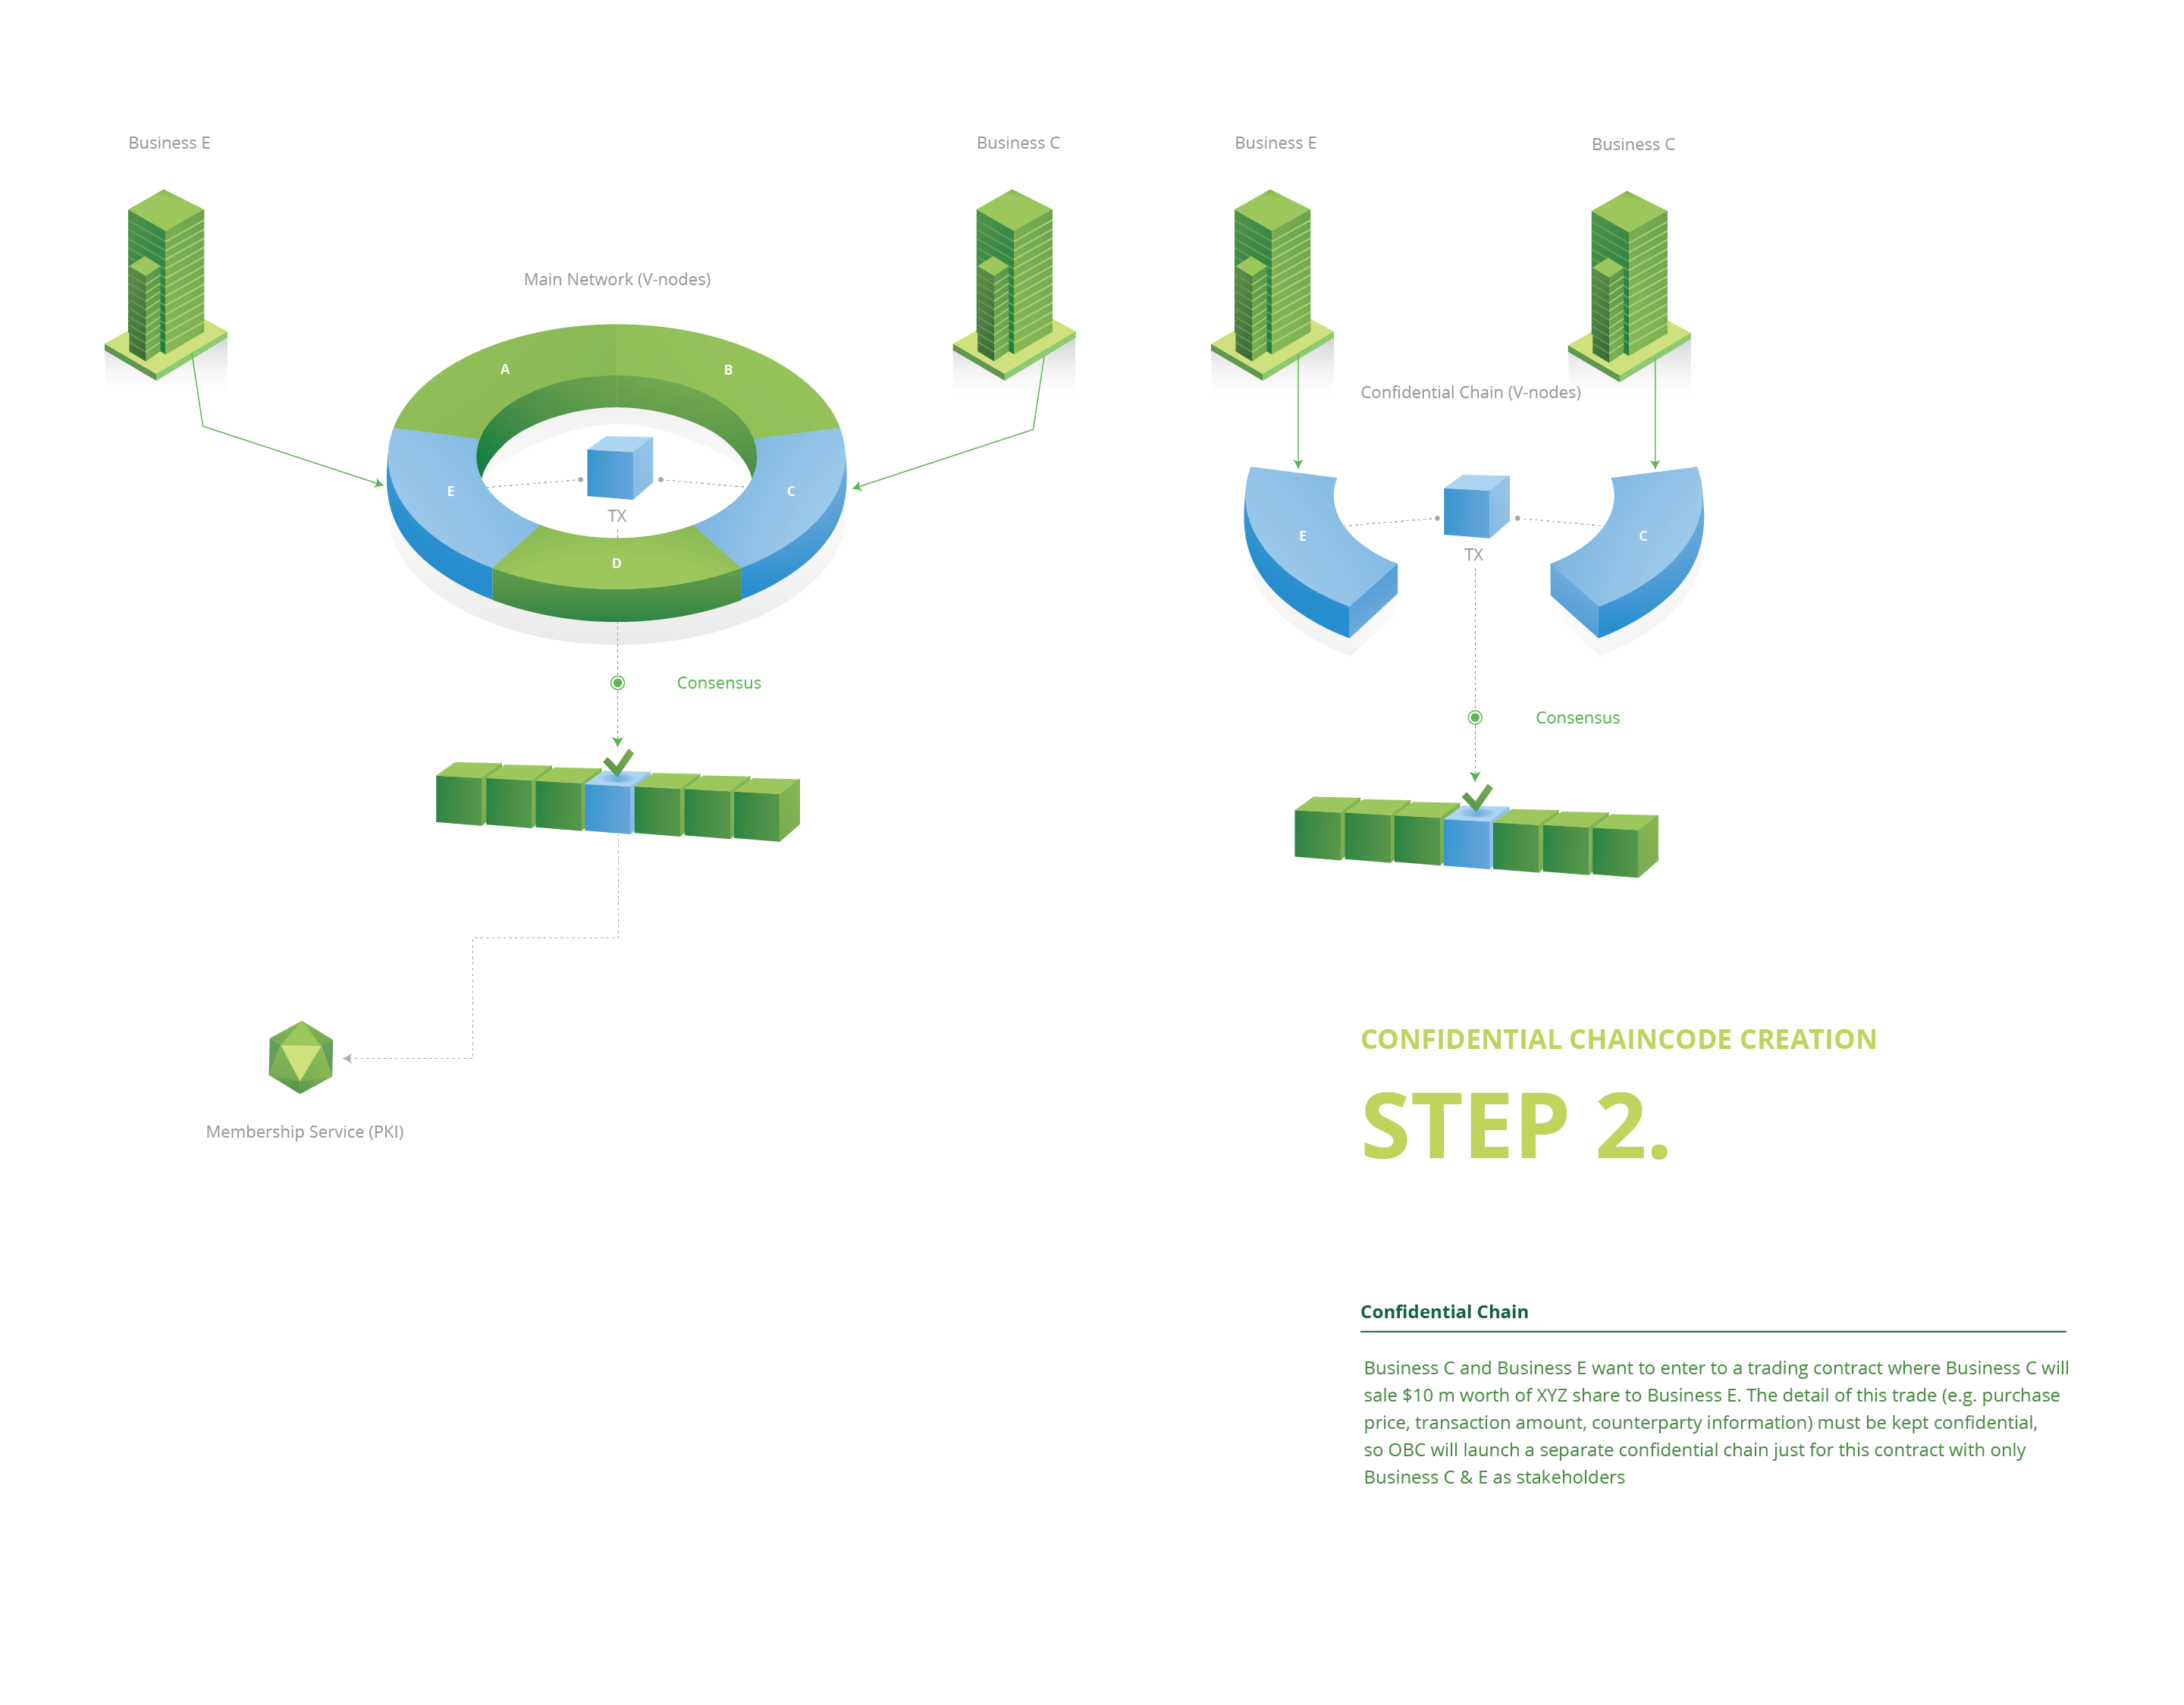 Business E
Business C
Main Network (V-nodes)
A
B
E
C
TX
D
Consensus
Membership Service (PKI)
Business E
Business C
Confidential Chain (V-nodes)
E
C
TX
Consensus
CONFIDENTIAL CHAINCODE CREATION
STEP 2.
Confidential Chain
Business C and Business E want to enter to a trading contract where Business C will
sale $10 m worth of XYZ share to Business E. The detail of this trade (e.g. purchase
price, transaction amount, counterparty information) must be kept confidential,
so OBC will launch a separate confidential chain just for this contract with only
Business C & E as stakeholders